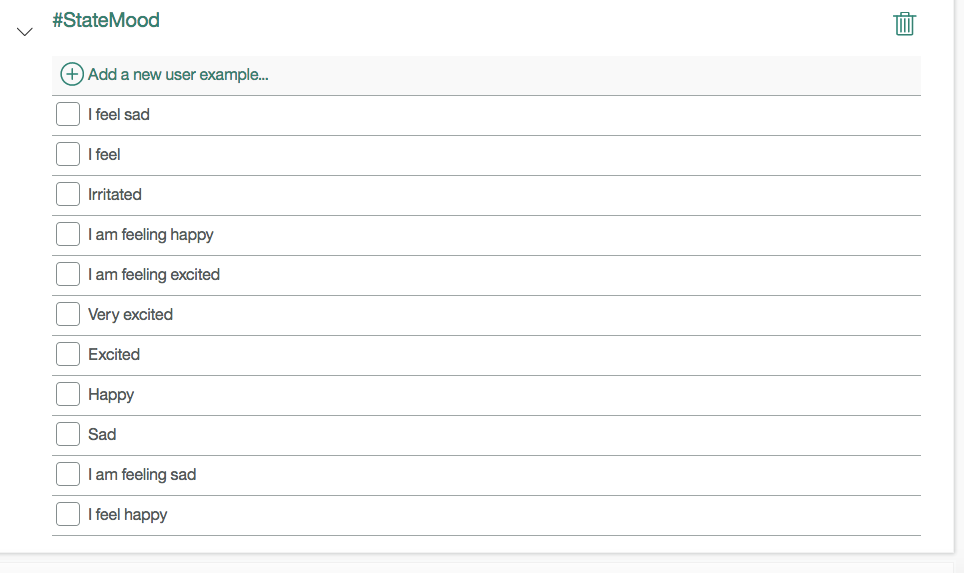 #StateMood
Add a new user example...
I feel sad
I feel
Irritated
I am feeling happy
I am feeling excited
Very excited
Excited
Happy
Sad
I am feeling sad
I feel happy